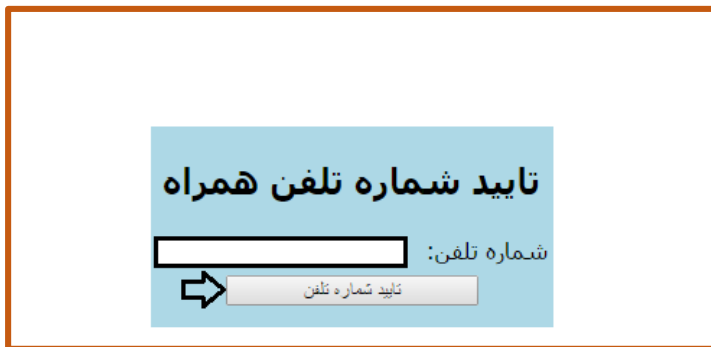 تایید شماره تلفن همراه
شماره تلفن:
تایید شماره تلفن